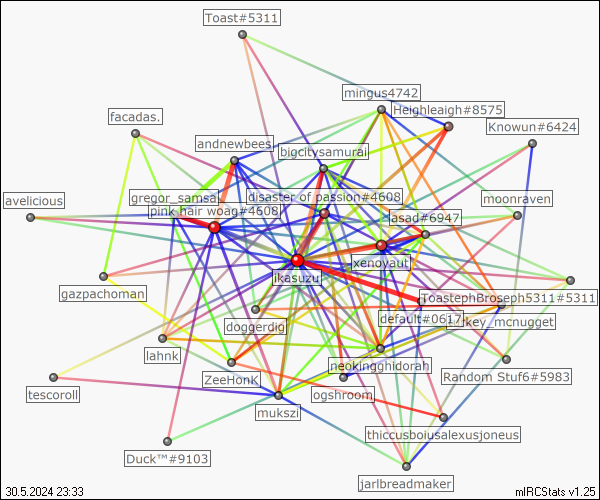 Toast#5311
mingus4742
Heighleaigh#8575
facadas.
Knowun#6424
andnewbees
bigcitysamurai
gregor_samsa
disaster of passion#4608
moonraven
avelicious
pink hair woag#4608
asad#6947
xenoyaut
ikasuzu
gazpachoman
ToastephBroseph5311#5311
default#0617
key_mcnugget
doggerdig
lahnk
neokingghidorah
ZeeHonK
Random Stuf6#5983
tescoroll
ogshroom
mukszi
thiccusboiusalexusjoneus
Duck™#9103
jarlbreadmaker
30.5.2024 23:33
mIRCStats v1.25